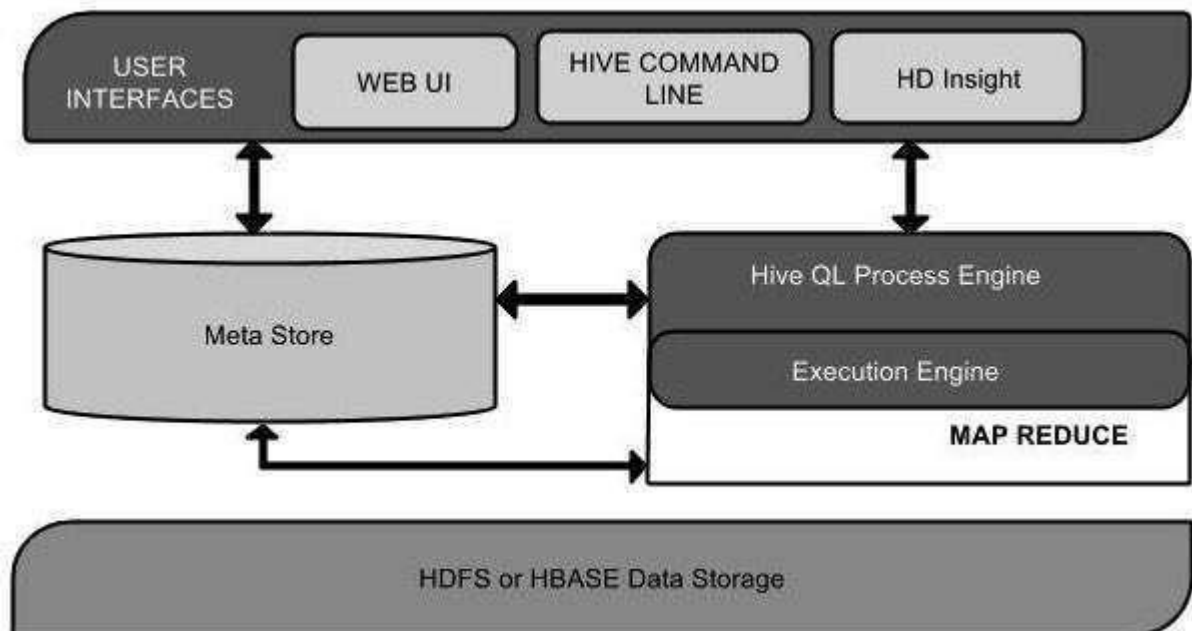 USER
INTERFACES
WEB UI
HIVE COMMAND
LINE
HD Insight
Meta Store
Hive QL Process Engine
Execution Engine
MAP REDUCE
HDFS or HBASE Data Storage